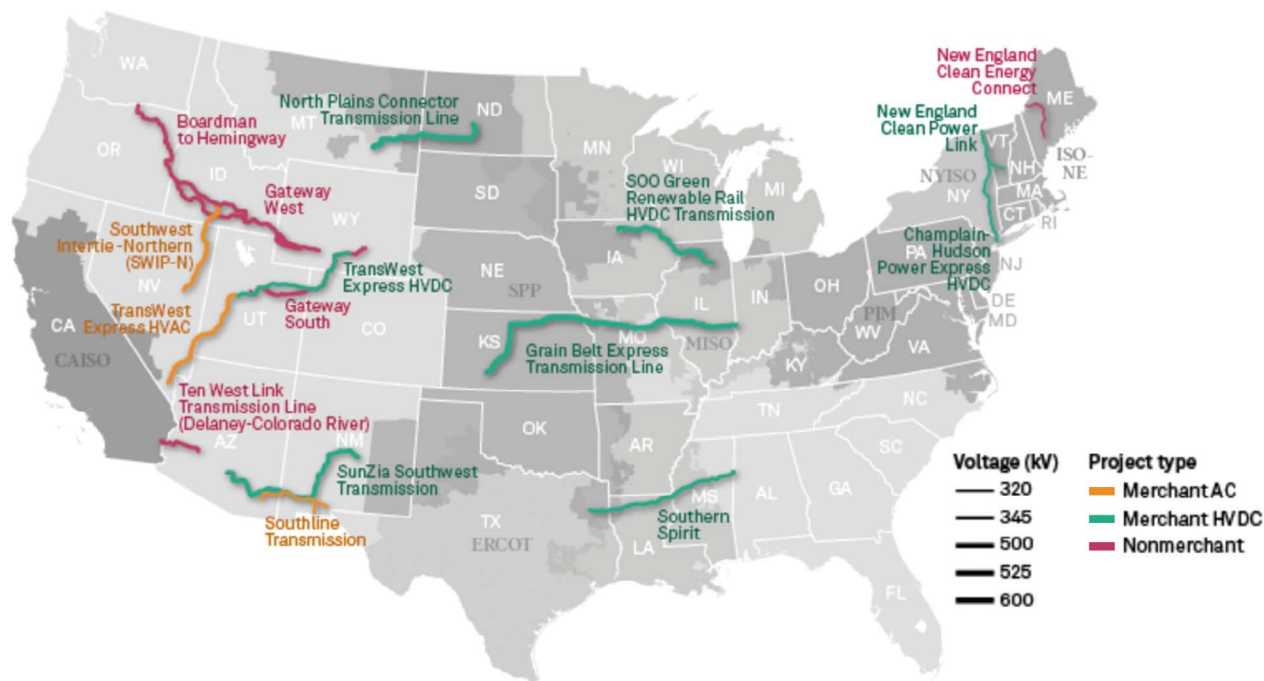 WA
OR
ID
MT
ND
MN
WI
MI
SD
WY
NE
IA
IL
IN
OH
PA
NY
VT
NH
ME
MA
CT
RI
NJ
DE
MD
WV
VA
KY
NC
SC
TN
GA
AL
MS
AR
LA
MO
KS
OK
TX
NM
AZ
CO
UT
NV
CA
FL
CAISO
SPP
MISO
ERCOT
PJM
NYISO
ISO-
NE
North Plains Connector
Transmission Line
Boardman
to Hemingway
Gateway
West
Southwest
Intertie-Northern
(SWIP-N)
TransWest
Express HVDC
TransWest
Express HVAC
Gateway
South
Ten West Link
Transmission Line
(Delaney-Colorado River)
SunZia Southwest
Transmission
Southline
Transmission
SOO Green
Renewable Rail
HVDC Transmission
Grain Belt Express
Transmission Line
Southern
Spirit
New England
Clean Energy
Connect
New England
Clean Power
Link
Champlain-
Hudson
Power Express
HVDC
Voltage (kV)
320
345
500
525
600
Project type
Merchant AC
Merchant HVDC
Nonmerchant